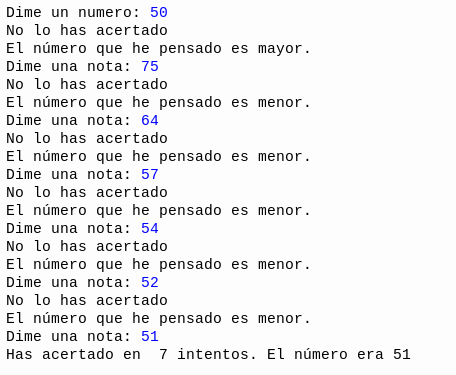 Dime un numero: 50
No lo has acertado
El número que he pensado es mayor.
Dime una nota: 75
No lo has acertado
El número que he pensado es menor.
Dime una nota: 64
No lo has acertado
El número que he pensado es menor.
Dime una nota: 57
No lo has acertado
El número que he pensado es menor.
Dime una nota: 54
No lo has acertado
El número que he pensado es menor.
Dime una nota: 52
No lo has acertado
El número que he pensado es menor.
Dime una nota: 51
Has acertado en  7 intentos. El número era 51